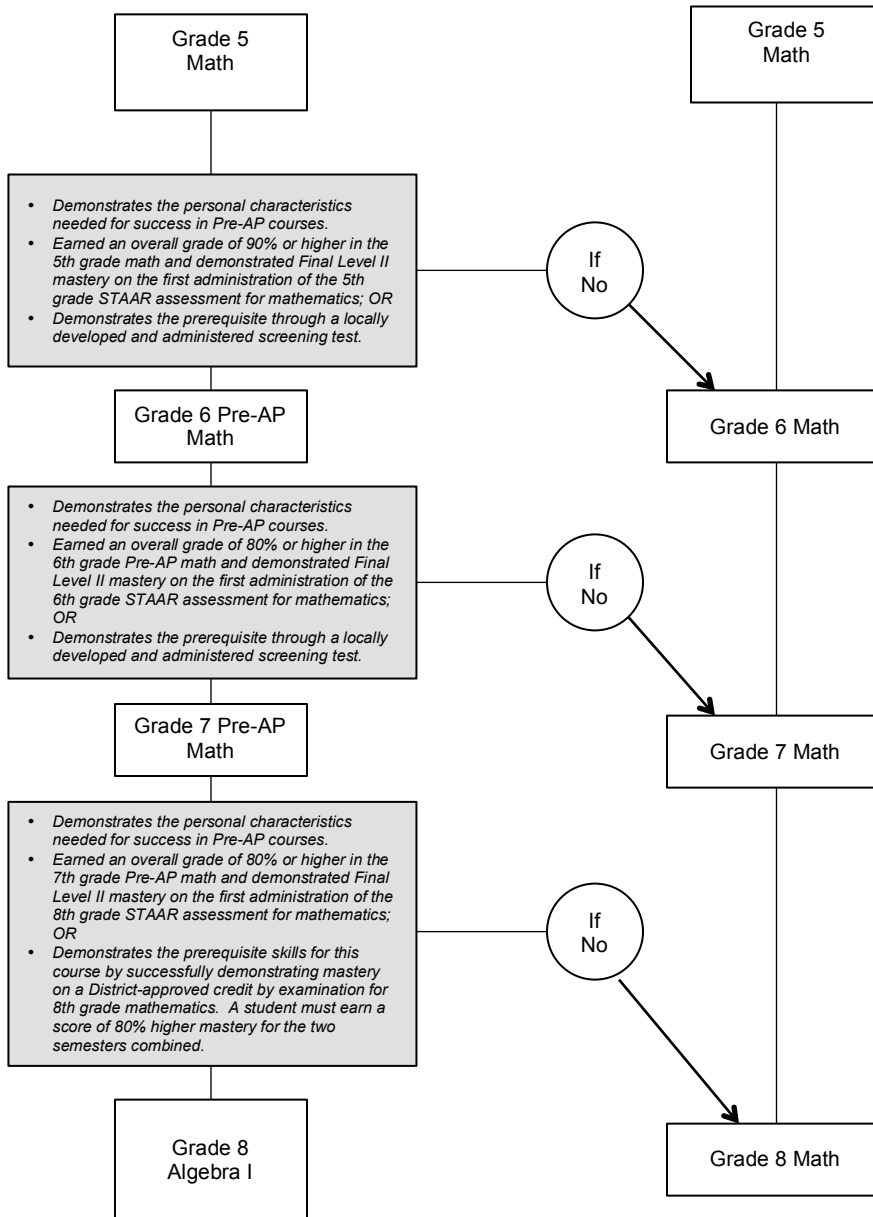 Grade 5
Math
Grade 5
Math
• Demonstrates the personal characteristics
needed for success in Pre-AP courses.
• Earned an overall grade of 90% or higher in the
5th grade math and demonstrated Final Level II
mastery on the first administration of the 5th
grade STAAR assessment for mathematics; OR
• Demonstrates the prerequisite through a locally
developed and administered screening test.
If
No
Grade 6 Pre-AP
Math
Grade 6 Math
• Demonstrates the personal characteristics
needed for success in Pre-AP courses.
• Earned an overall grade of 80% or higher in the
6th grade Pre-AP math and demonstrated Final
Level II mastery on the first administration of the
6th grade STAAR assessment for mathematics;
OR
• Demonstrates the prerequisite through a locally
developed and administered screening test.
If
No
Grade 7 Pre-AP
Math
Grade 7 Math
• Demonstrates the personal characteristics
needed for success in Pre-AP courses.
• Earned an overall grade of 80% or higher in the
7th grade Pre-AP math and demonstrated Final
Level II mastery on the first administration of the
8th grade STAAR assessment for mathematics;
OR
• Demonstrates the prerequisite skills for this
course by successfully demonstrating mastery
on a District-approved credit by examination for
8th grade mathematics.  A student must earn a
score of 80% higher mastery for the two
semesters combined.
If
No
Grade 8
Algebra I
Grade 8 Math